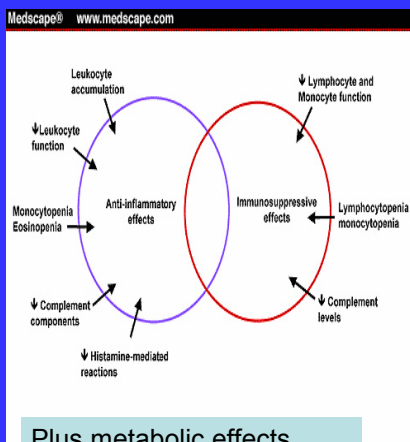 Medscape® www.medscape.com
Leukocyte
accumulation
↓Leukocyte
function
Monocytopenia
Eosinopenia
↓ Complement
components
↓ Histamine-mediated
reactions
Anti-inflammatory
effects
Immunosuppressive
effects
↓ Lymphocyte and
Monocyte function
Lymphocytopenia
monocytopenia
↓ Complement
levels
Plus metabolic effects